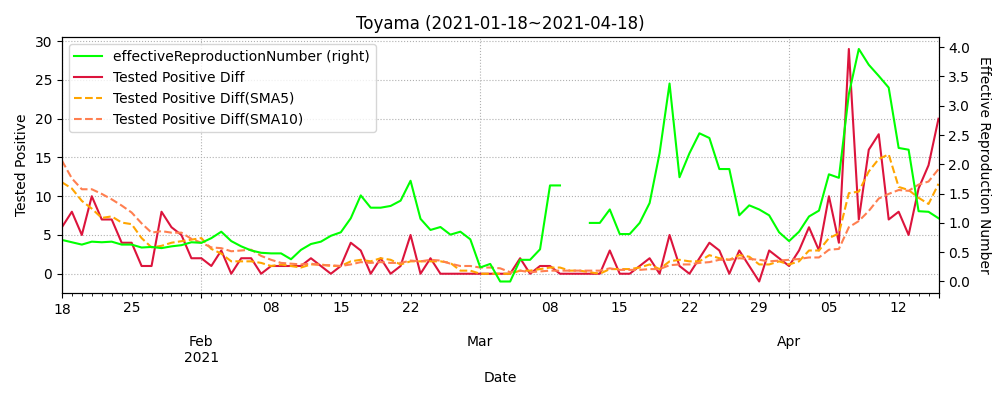 Toyama (2021-01-18~2021-04-18)
effectiveReproductionNumber (right)
Tested Positive Diff
Tested Positive Diff(SMA5)
Tested Positive Diff(SMA10)
Tested Positive
30
25
20
15
10
5
0
4.0
3.5
3.0
2.5
2.0
1.5
1.0
0.5
0.0
Effective Reproduction Number
18 25 08 15 22 08 15 22 29 05 12
Feb Mar Apr
2021
Date